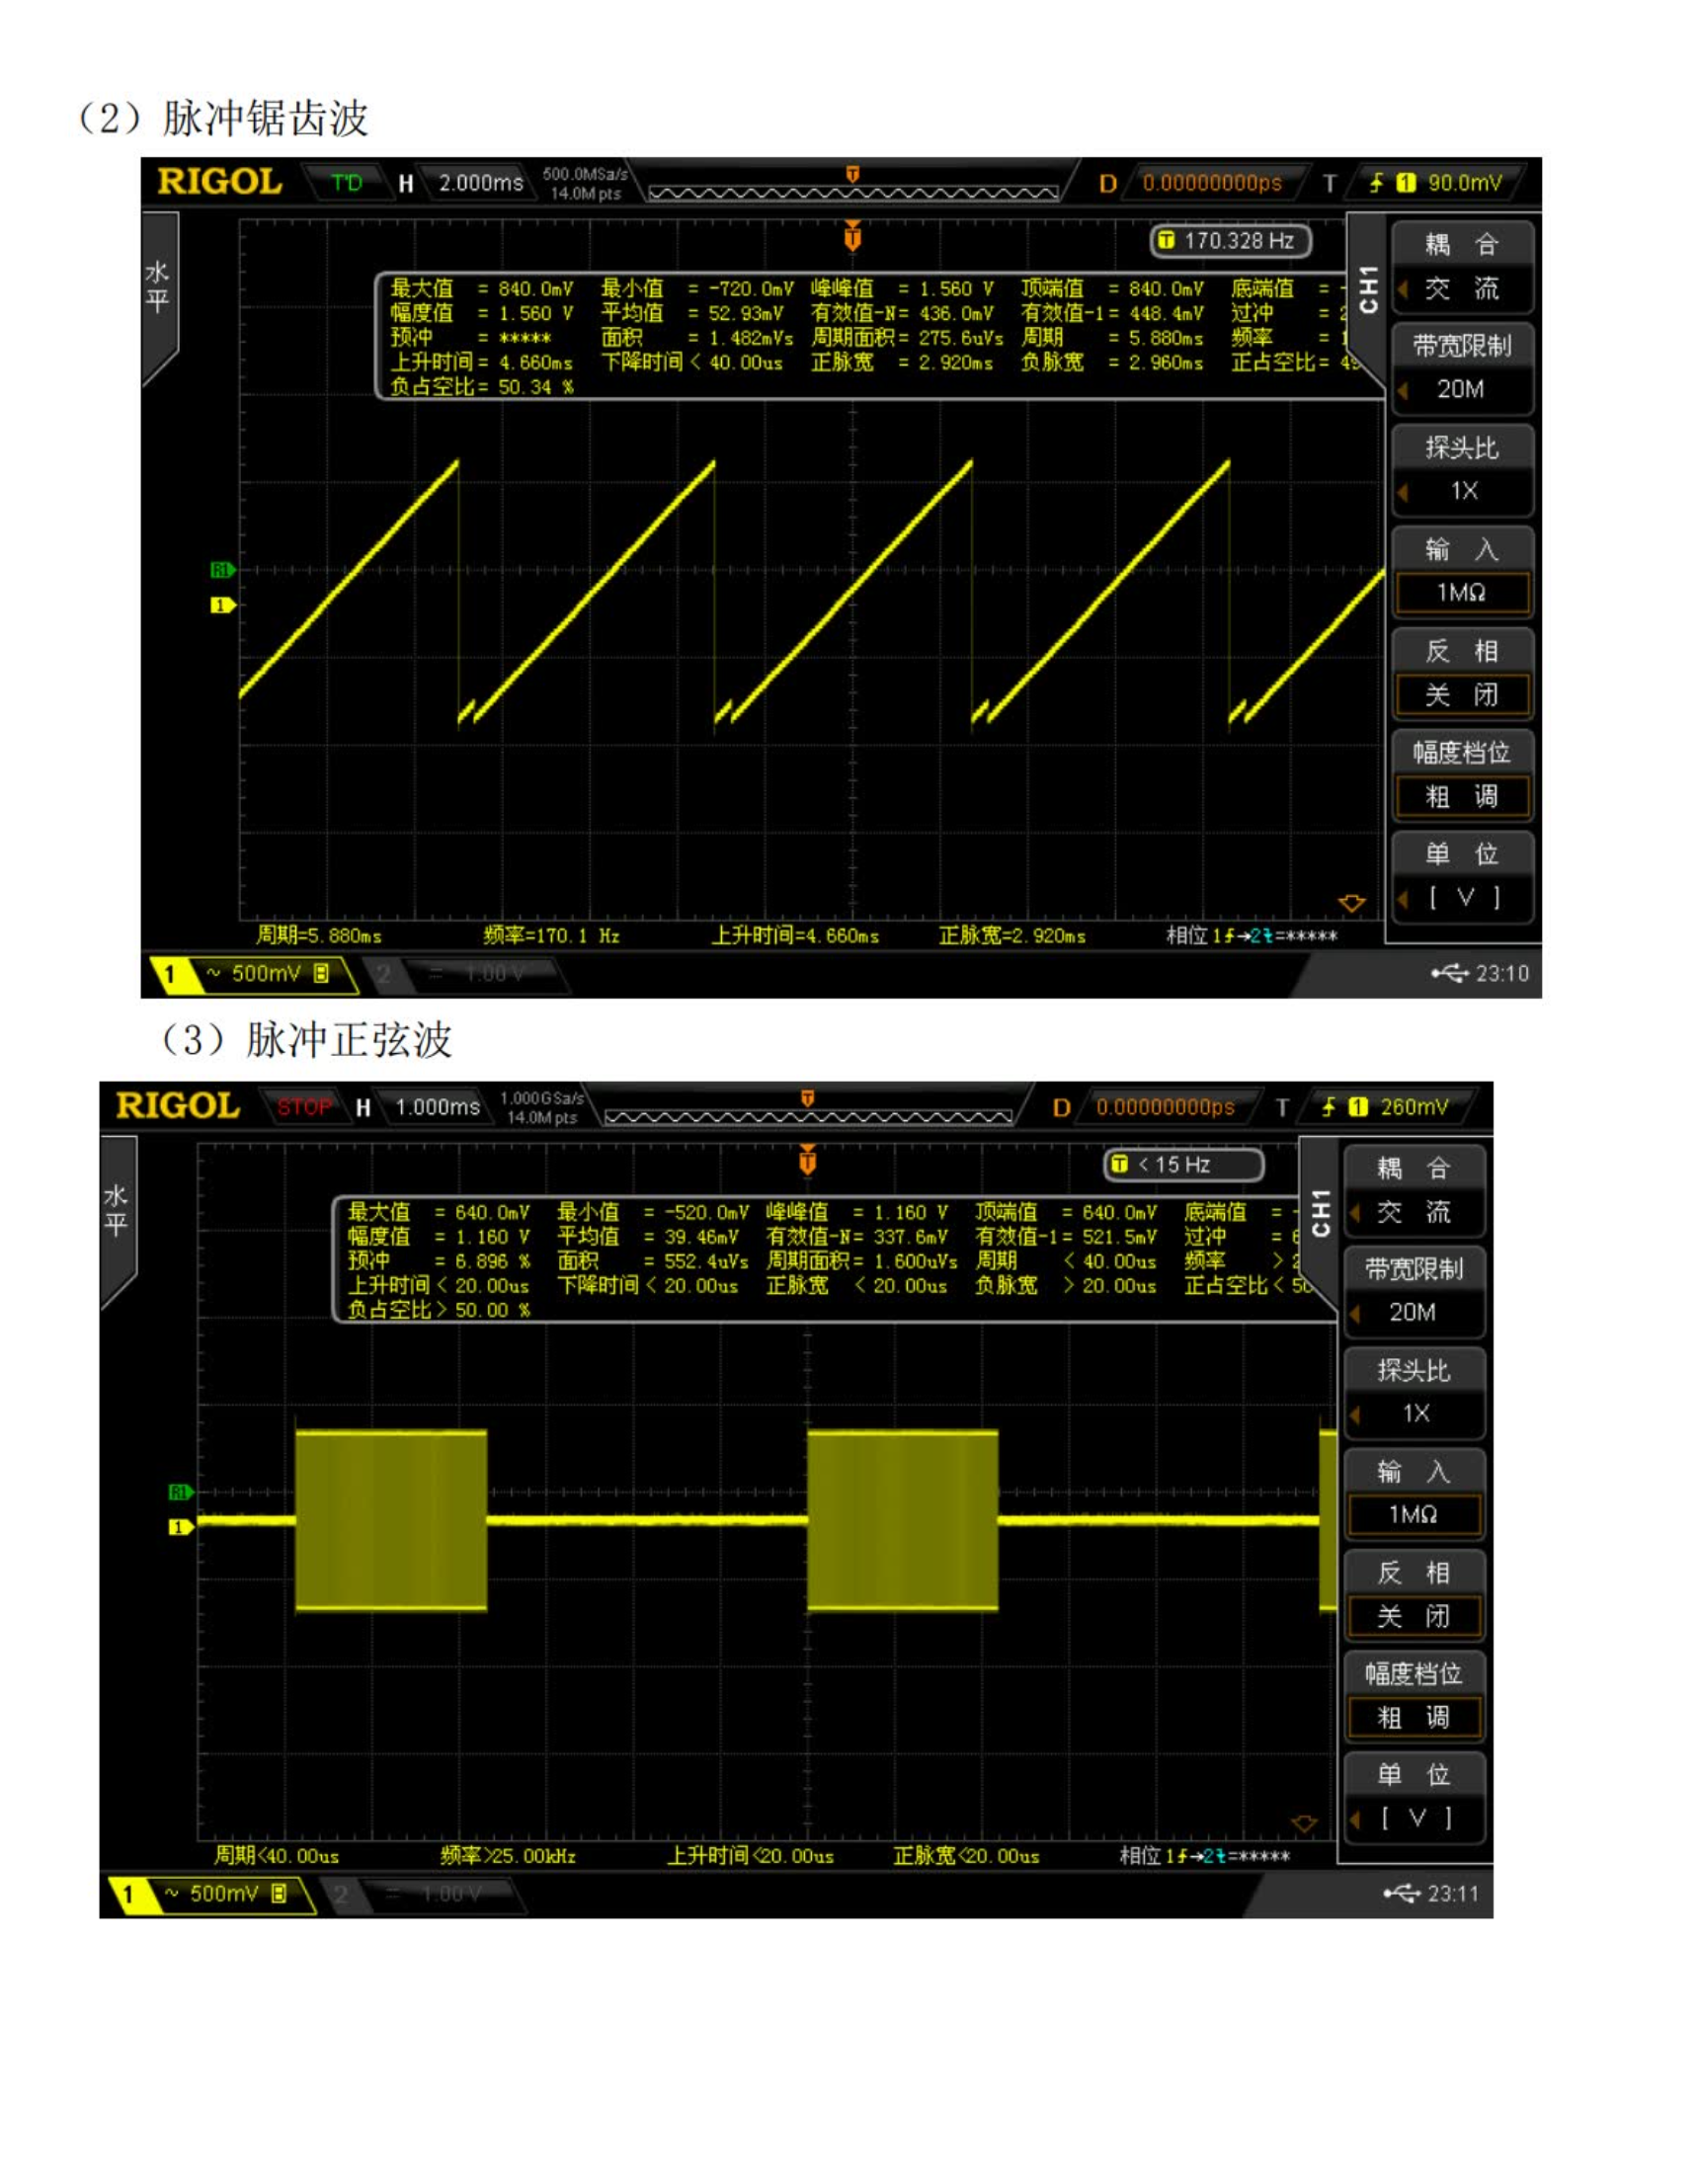 （2）脉冲锯齿波
RIGOL T'D H 2.000ms 500.0MSa/s 14.0M pts T D 0.00000000ps T 1 90.0mV
水平
T
T 170.328 Hz
CH1
最大值 = 840.0mV 最小值 = -720.0mV 峰峰值 = 1.560 V 顶端值 = 840.0mV 底端值 = -
幅度值 = 1.560 V 平均值 = 52.93mV 有效值-N= 436.0mV 有效值-1= 448.4mV 过冲 =
预冲 = ***** 面积 = 1.482mVs 周期面积= 275.6uVs 周期 = 5.880ms 频率 = 1
上升时间= 4.660ms 下降时间< 40.00us 正脉宽 = 2.920ms 负脉宽 = 2.960ms 正占空比= 49
负占空比= 50.34 %
耦 合
交 流
带宽限制
20M
探头比
1X
输 入
1MΩ
反 相
关 闭
幅度档位
粗 调
单 位
[ V ]
R1
1
周期=5.880ms 频率=170.1 Hz 上升时间=4.660ms 正脉宽=2.920ms 相位1→2=*****
1 ~ 500mV B 2 = 1.00 V 23:10
（3）脉冲正弦波
RIGOL STOP H 1.000ms 1.000GSa/s 14.0M pts T D 0.00000000ps T 1 260mV
水平
T
T < 15 Hz
CH1
最大值 = 640.0mV 最小值 = -520.0mV 峰峰值 = 1.160 V 顶端值 = 640.0mV 底端值 = -
幅度值 = 1.160 V 平均值 = 39.46mV 有效值-N= 337.6mV 有效值-1= 521.5mV 过冲 = 6
预冲 = 6.896 % 面积 = 552.4uVs 周期面积= 1.600uVs 周期 < 40.00us 频率 > 2
上升时间< 20.00us 下降时间< 20.00us 正脉宽 < 20.00us 负脉宽 > 20.00us 正占空比< 50
负占空比> 50.00 %
耦 合
交 流
带宽限制
20M
探头比
1X
输 入
1MΩ
反 相
关 闭
幅度档位
粗 调
单 位
[ V ]
R1
1
周期<40.00us 频率>25.00kHz 上升时间<20.00us 正脉宽<20.00us 相位1→2=*****
1 ~ 500mV B 2 = 1.00 V 23:11